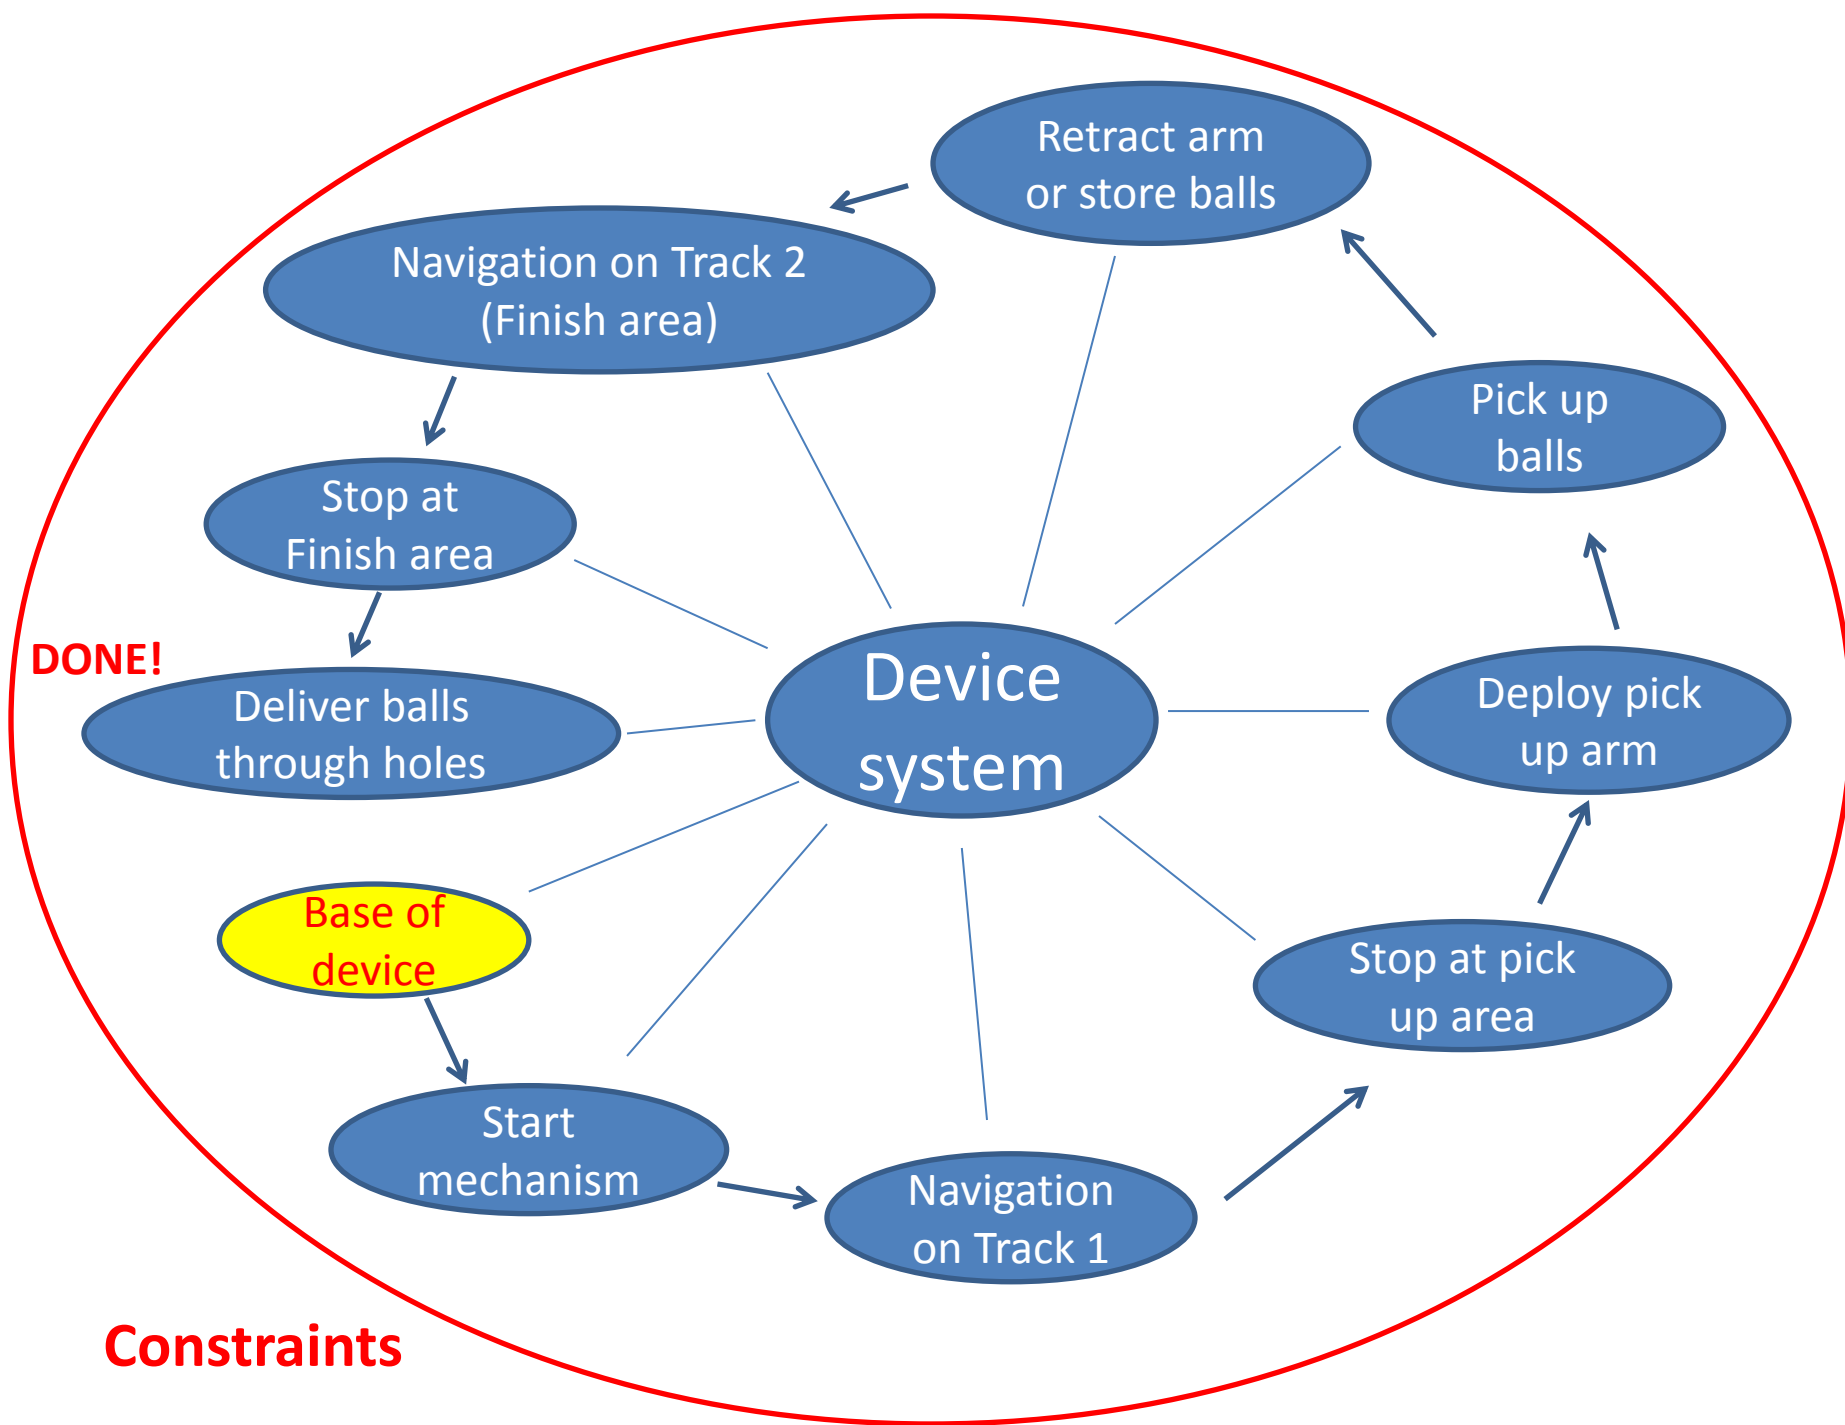 Retract arm
or store balls
Navigation on Track 2
(Finish area)
Pick up
balls
Stop at
Finish area
DONE!
Deliver balls
through holes
Device
system
Deploy pick
up arm
Base of
device
Stop at pick
up area
Start
mechanism
Navigation
on Track 1
Constraints